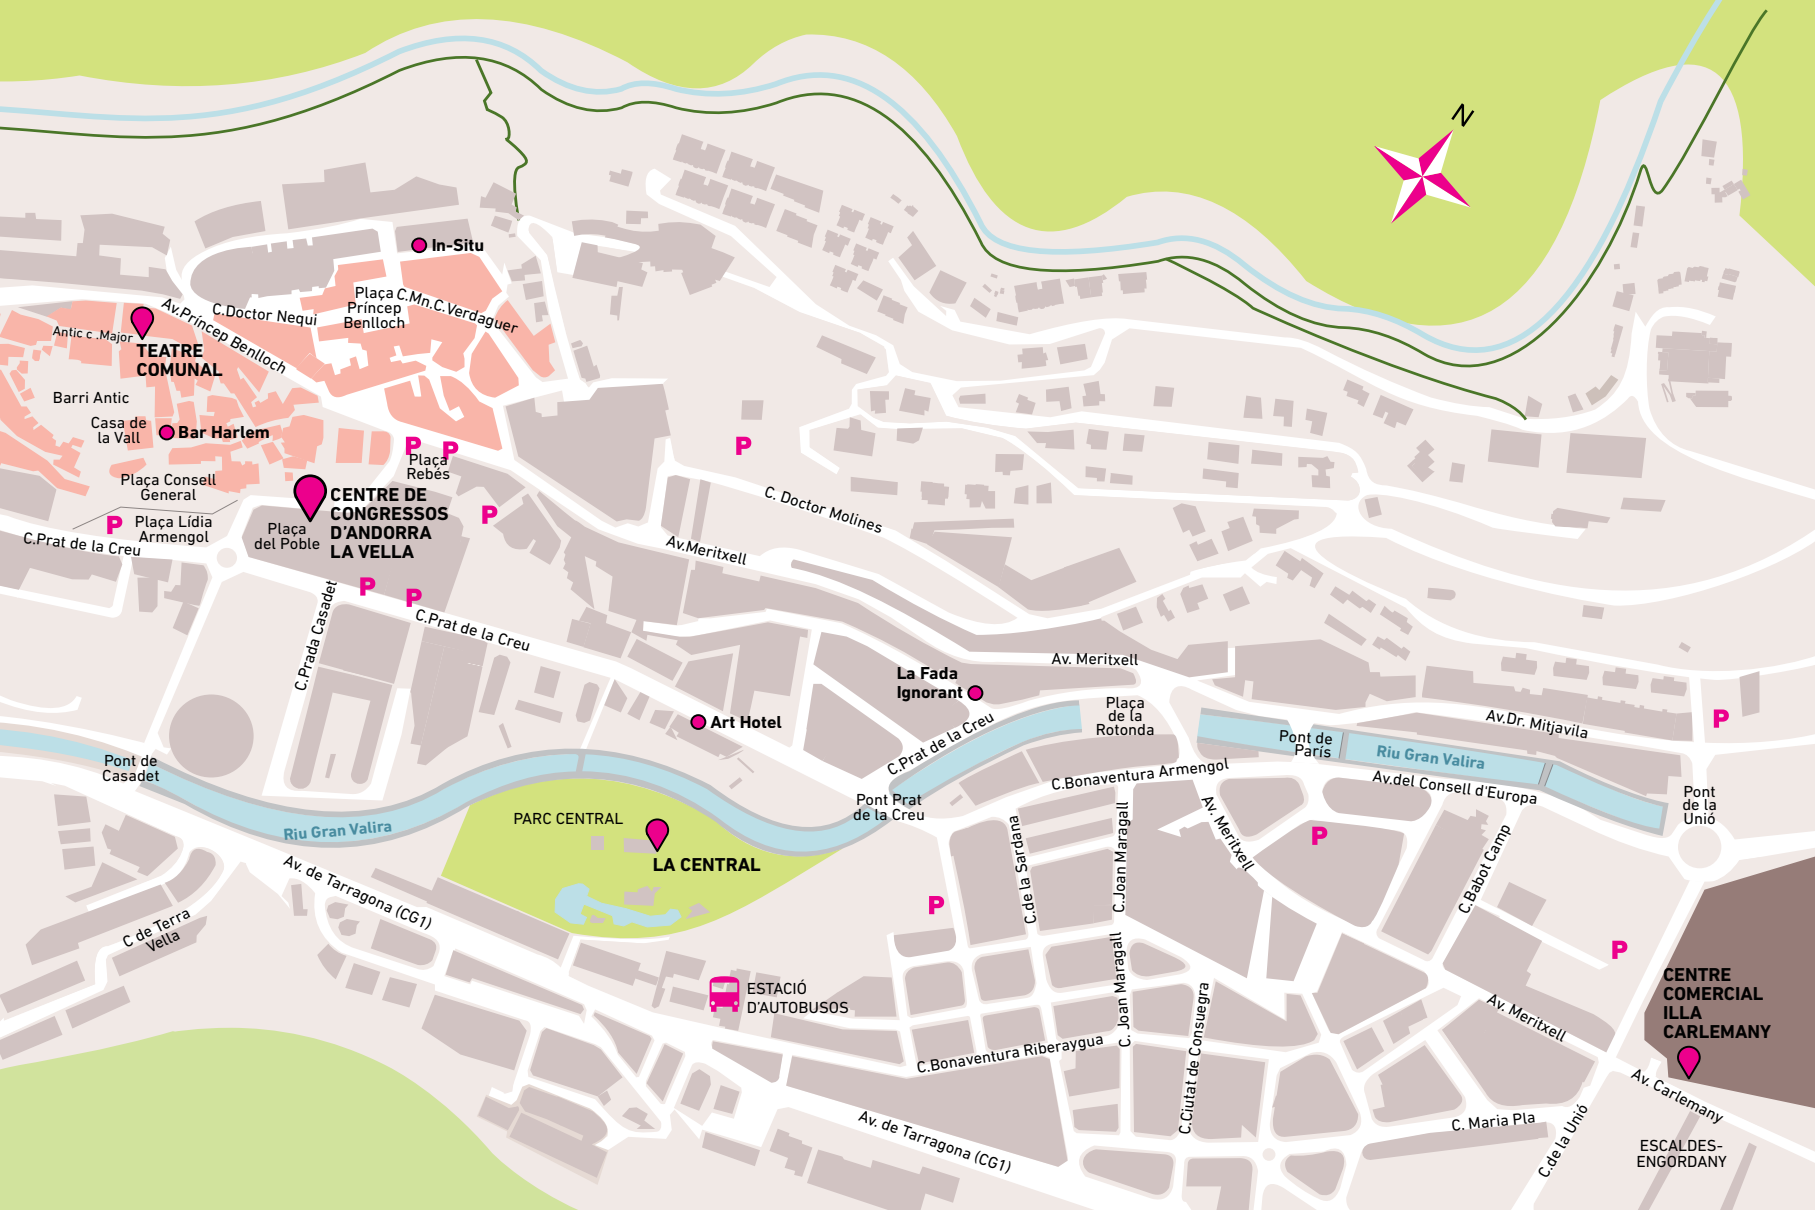 N
In-Situ
Plaça
Príncep
Benlloch
C.Mn.C.Verdaguer
C.Doctor Nequi
Av.Príncep Benlloch
Antic c .Major
TEATRE
COMUNAL
Barri Antic
Casa de
la Vall
Bar Harlem
P
P
P
Plaça
Rebés
Plaça Consell
General
P
P
Plaça Lídia
Armengol
C.Prat de la Creu
Plaça
del Poble
CENTRE DE
CONGRESSOS
D'ANDORRA
LA VELLA
C. Doctor Molines
Av.Meritxell
P
P
C.Prat de la Creu
C.Prada Casadet
La Fada
Ignorant
Av. Meritxell
Art Hotel
C.Prat de la Creu
Plaça
de la
Rotonda
Pont de
París
Riu Gran Valira
Av.Dr. Mitjavila
P
Pont de
Casadet
C.Bonaventura Armengol
Av.del Consell d'Europa
Pont
de la
Unió
Riu Gran Valira
PARC CENTRAL
LA CENTRAL
Pont Prat
de la Creu
Av. Meritxell
P
C.de la Sardana
C.Joan Maragall
C.Babot Camp
Av. de Tarragona (CG1)
C de Terra
Vella
P
P
ESTACIÓ
D'AUTOBUSOS
C. Joan Maragall
C.Ciutat de Consuegra
C.Bonaventura Riberaygua
Av. Meritxell
CENTRE
COMERCIAL
ILLA
CARLEMANY
Av. Carlemany
Av. de Tarragona (CG1)
C. Maria Pla
C.de la Unió
ESCALDES-
ENGORDANY